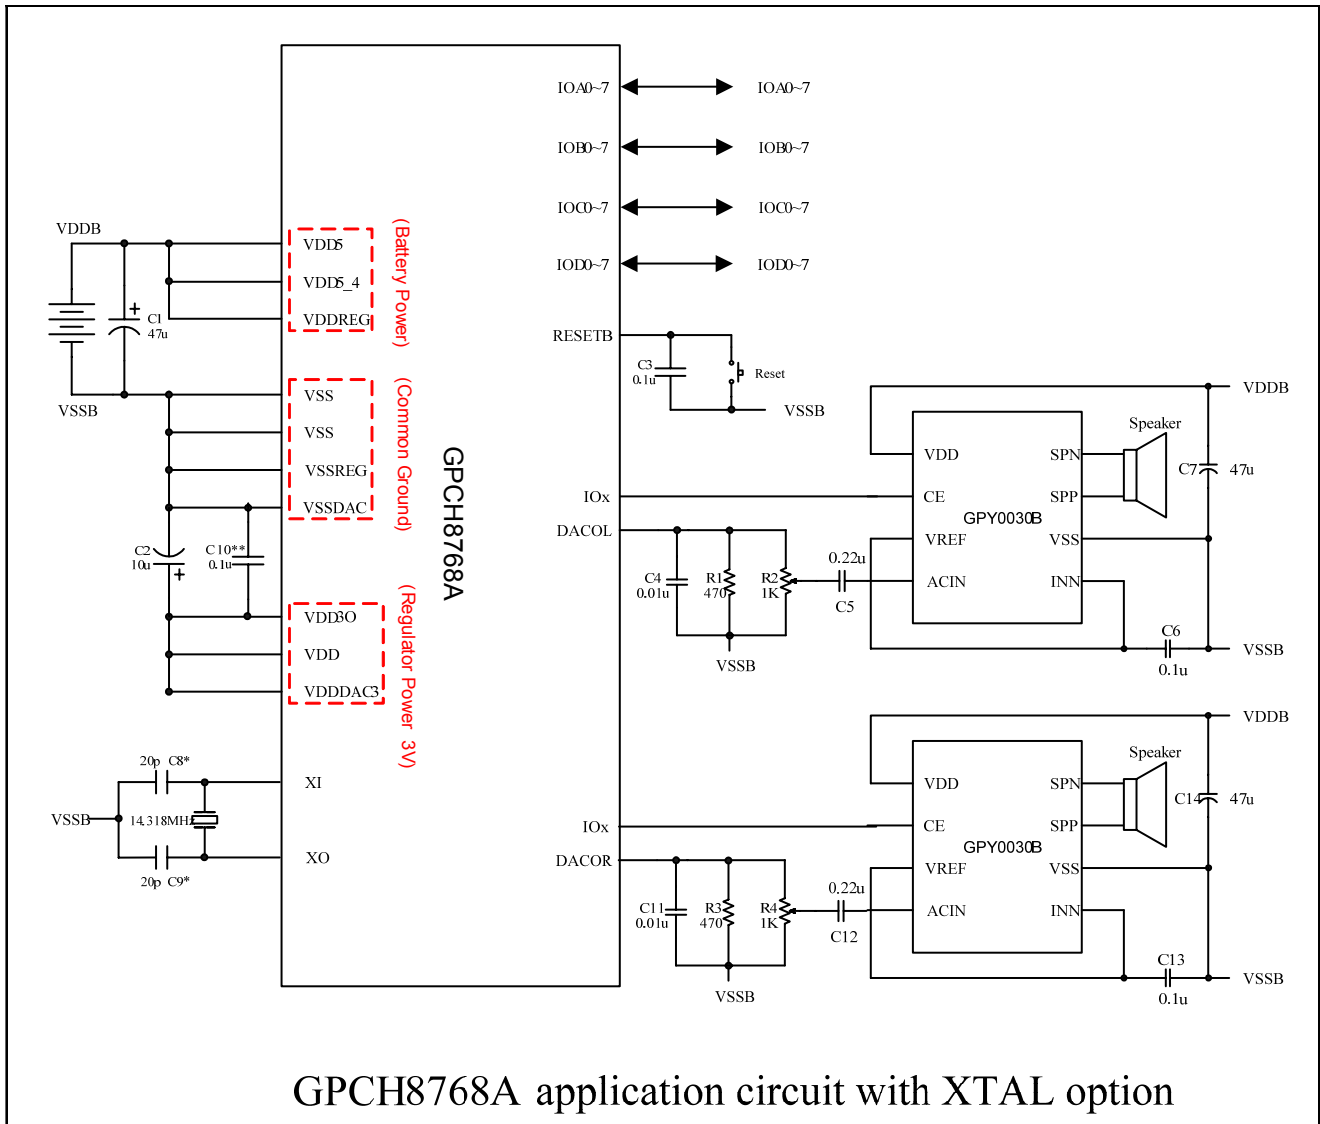 IOA0~7
IOA0~7
IOB0~7
IOB0~7
IOC0~7
IOC0~7
IOD0~7
IOD0~7
VDDB
VDD5
VDD5_4
VDDREG
(Battery Power)
C1
47u
VSSB
VSS
VSS
VSSREG
VSSDAC
(Common Ground)
C2
10u
C10**
0.1u
VDD3O
VDD
VDDDAC3
(Regulator Power 3V)
GPCH8768A
20p C8*
VSSB
14.318MHz
20p C9*
XI
XO
RESETB
C3
0.1u
Reset
VSSB
IOx
DACOL
C4
0.01u
R1
470
R2
1K
VSSB
0.22u
C5
VDD
CE
VREF
ACIN
GPY0030B
SPN
SPP
VSS
INN
Speaker
VDDB
C7
47u
C6
0.1u
VSSB
IOx
DACOR
C11
0.01u
R3
470
R4
1K
VSSB
0.22u
C12
VDD
CE
VREF
ACIN
GPY0030B
SPN
SPP
VSS
INN
Speaker
VDDB
C14
47u
C13
0.1u
VSSB
GPCH8768A application circuit with XTAL option